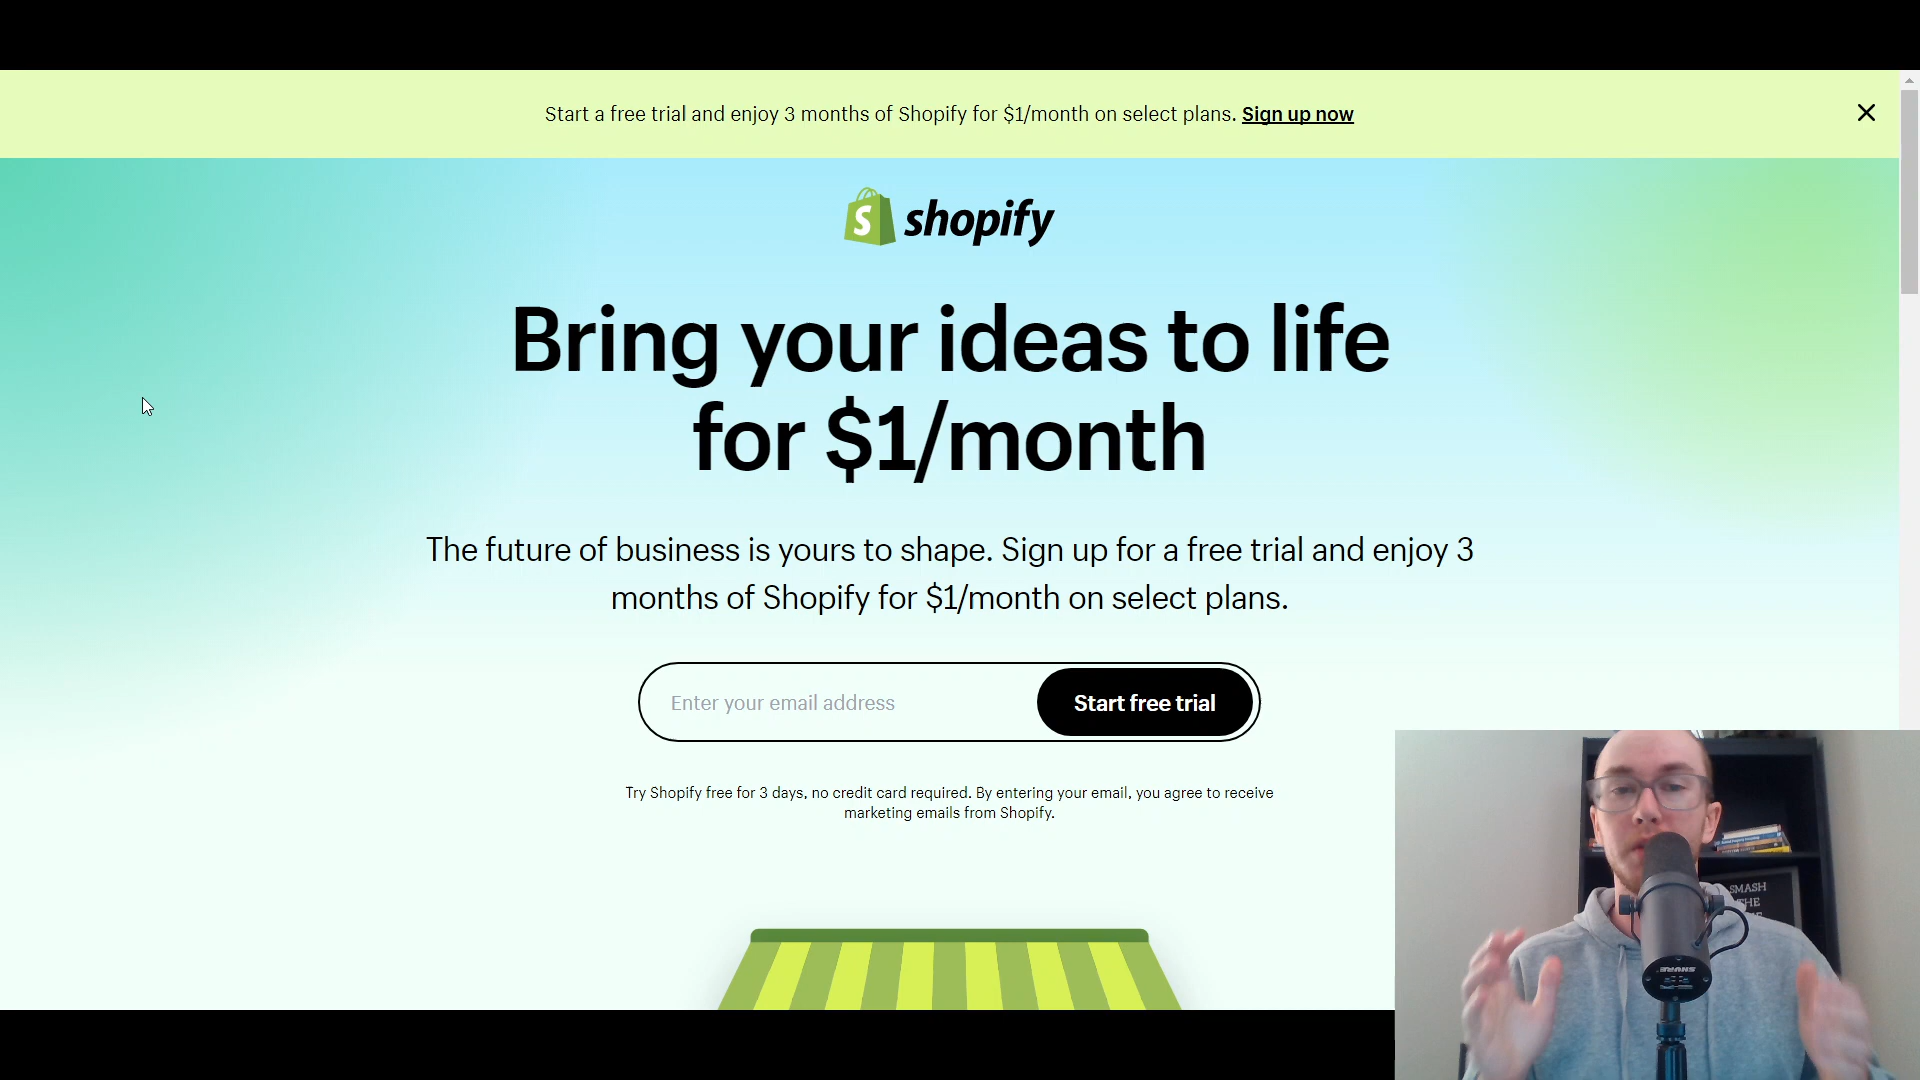 Start a free trial and enjoy 3 months of Shopify for $1/month on select plans. Sign up now
shopify
Bring your ideas to life
for $1/month
The future of business is yours to shape. Sign up for a free trial and enjoy 3
months of Shopify for $1/month on select plans.
Enter your email address
Start free trial
Try Shopify free for 3 days, no credit card required. By entering your email, you agree to receive
marketing emails from Shopify.
SMASH
THE
SHURE